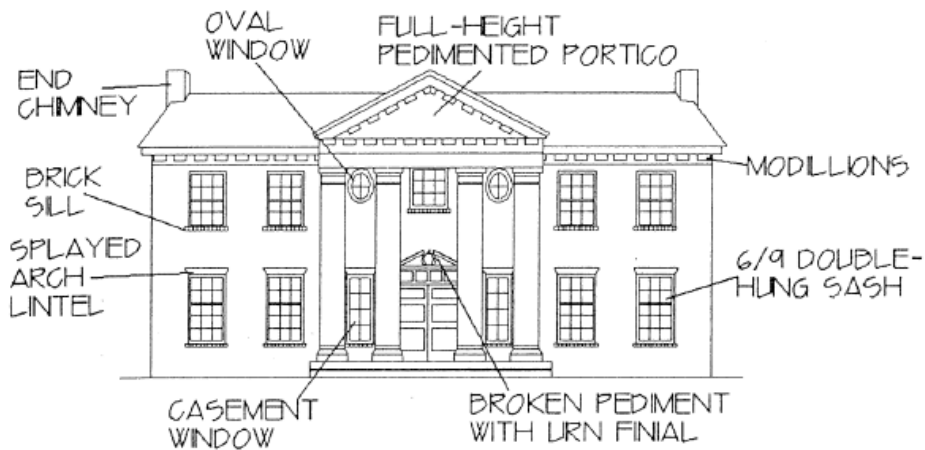 OVAL
WINDOW
FULL-HEIGHT
PEDIMENTED PORTICO
END
CHIMNEY
MODILLIONS
BRICK
SILL
SPLAYED
ARCH
LINTEL
6/9 DOUBLE-
HUNG SASH
CASEMENT
WINDOW
BROKEN PEDIMENT
WITH URN FINIAL